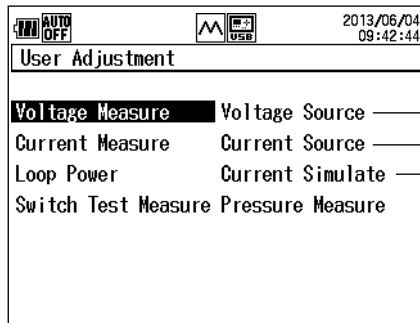 AUTO 2013/06/04
OFF USB 09:42:44
User Adjustment
Voltage Measure Voltage Source
Current Measure Current Source
Loop Power Current Simulate
Switch Test Measure Pressure Measure